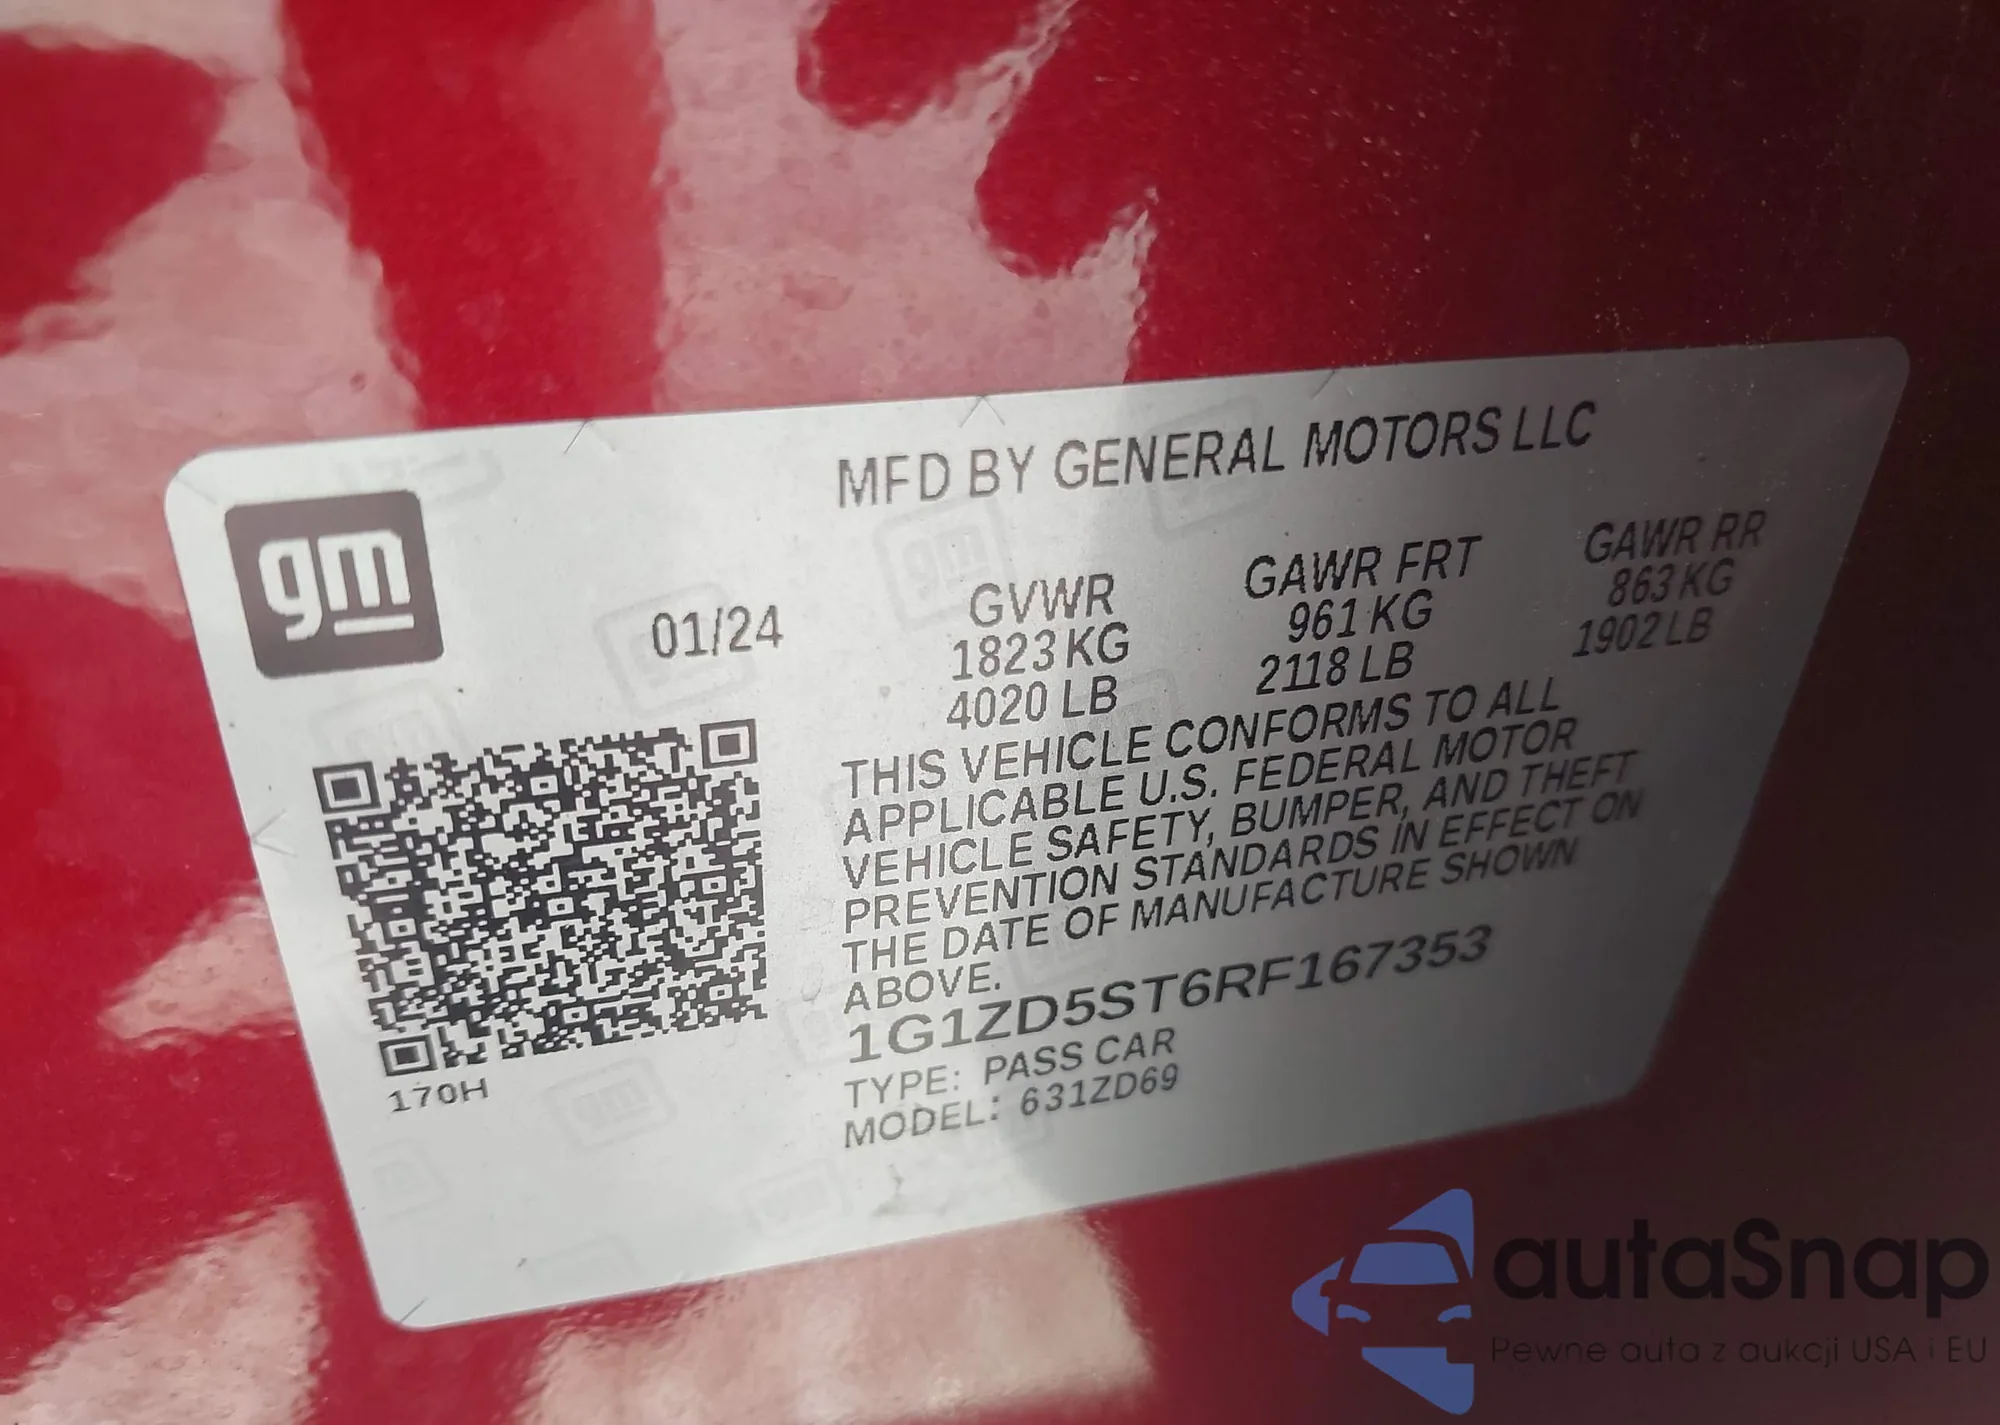 MFD BY GENERAL MOTORS LLC
gm
01/24
GVWR
1823 KG
4020 LB
GAWR FRT
961 KG
2118 LB
GAWR RR
863 KG
1902 LB
THIS VEHICLE CONFORMS TO ALL
APPLICABLE U.S. FEDERAL MOTOR
VEHICLE SAFETY, BUMPER, AND THEFT
PREVENTION STANDARDS IN EFFECT ON
THE DATE OF MANUFACTURE SHOWN
ABOVE.
1G1ZD5ST6RF167353
TYPE: PASS CAR
MODEL: 631ZD69
170H
autaSnap
Pewne auta z aukcji USA i EU